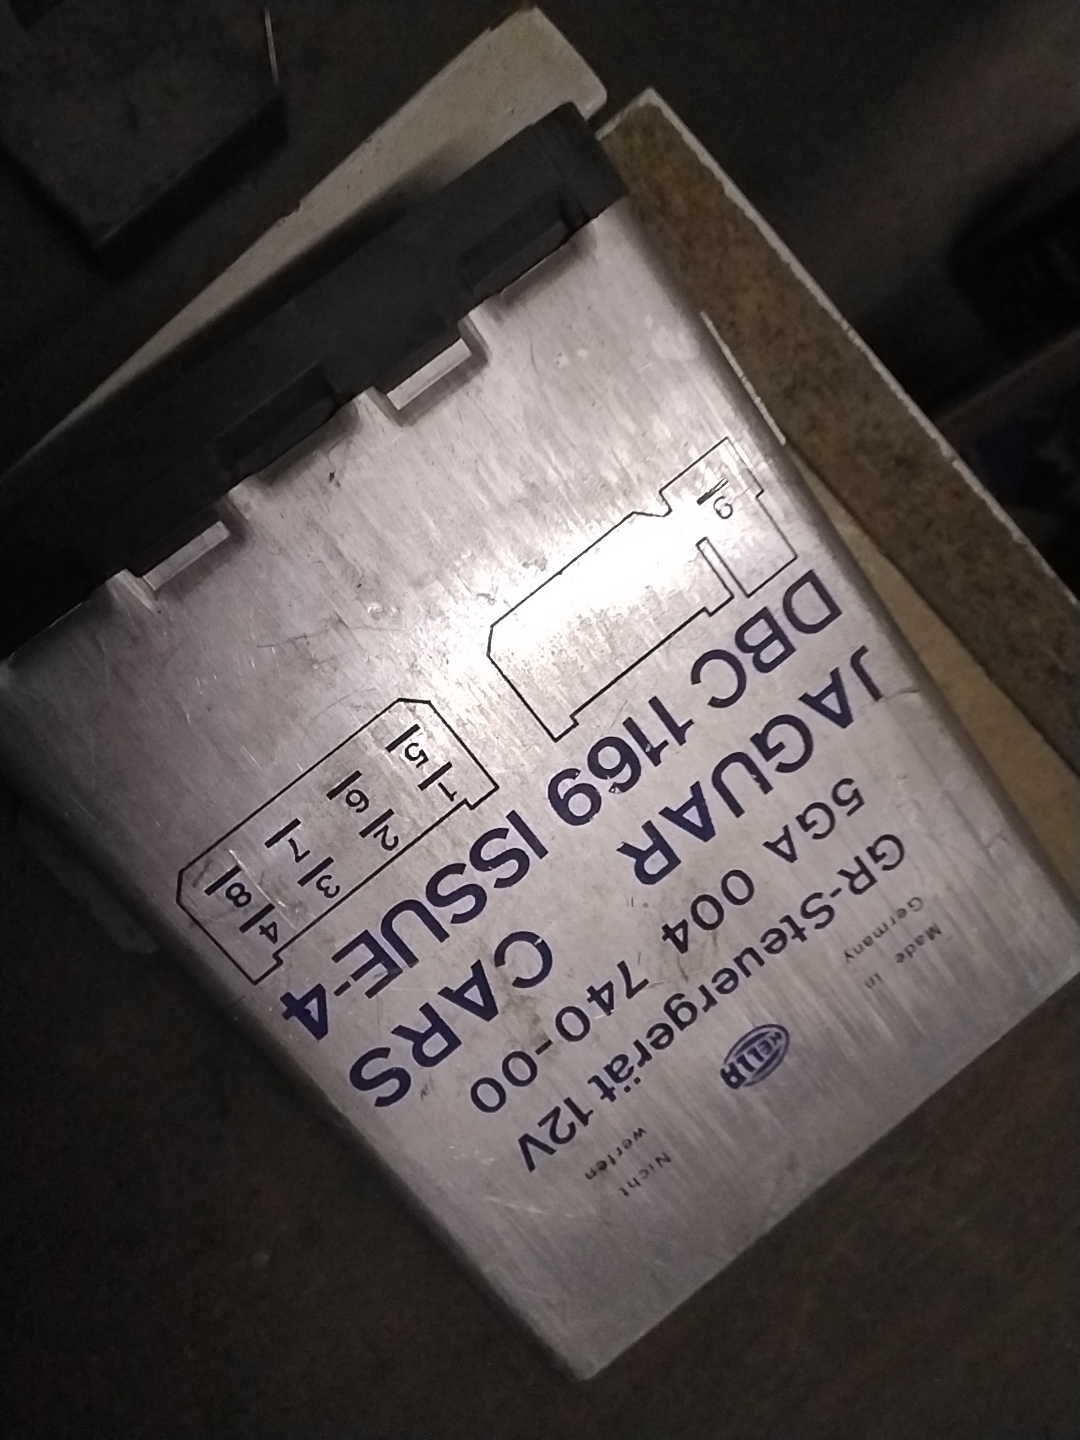 9
5 1
6 2
7 3
8 4
DBC 1169 ISSUE-4
JAGUAR CARS
5GA 004 740-00
GR-Steuergerät 12V
Made in
Germany
HELLA
Nicht
werfen